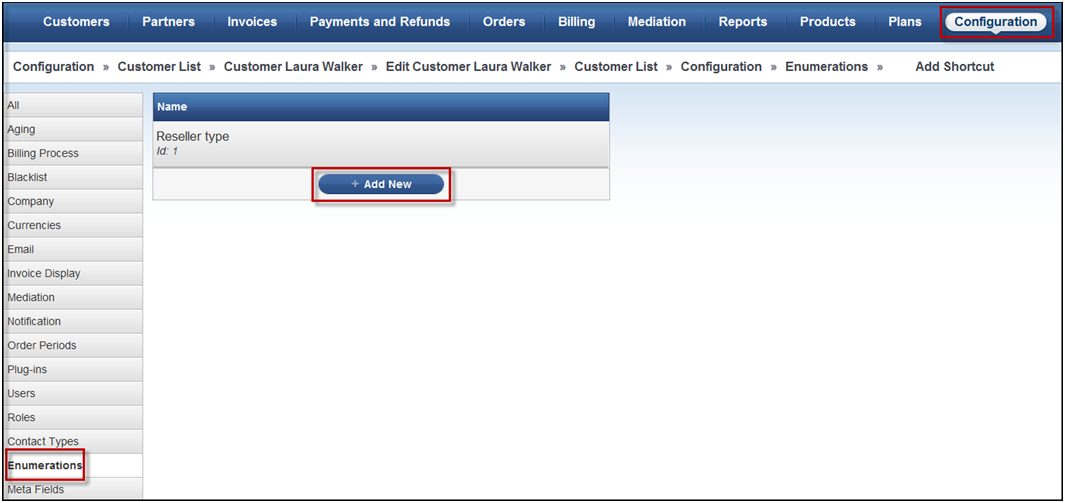 Customers Partners Invoices Payments and Refunds Orders Billing Mediation Reports Products Plans Configuration
Configuration » Customer List » Customer Laura Walker » Edit Customer Laura Walker » Customer List » Configuration » Enumerations » Add Shortcut
All
Aging
Billing Process
Blacklist
Company
Currencies
Email
Invoice Display
Mediation
Notification
Order Periods
Plug-ins
Users
Roles
Contact Types
Enumerations
Meta Fields
Name
Reseller type
Id: 1
+ Add New